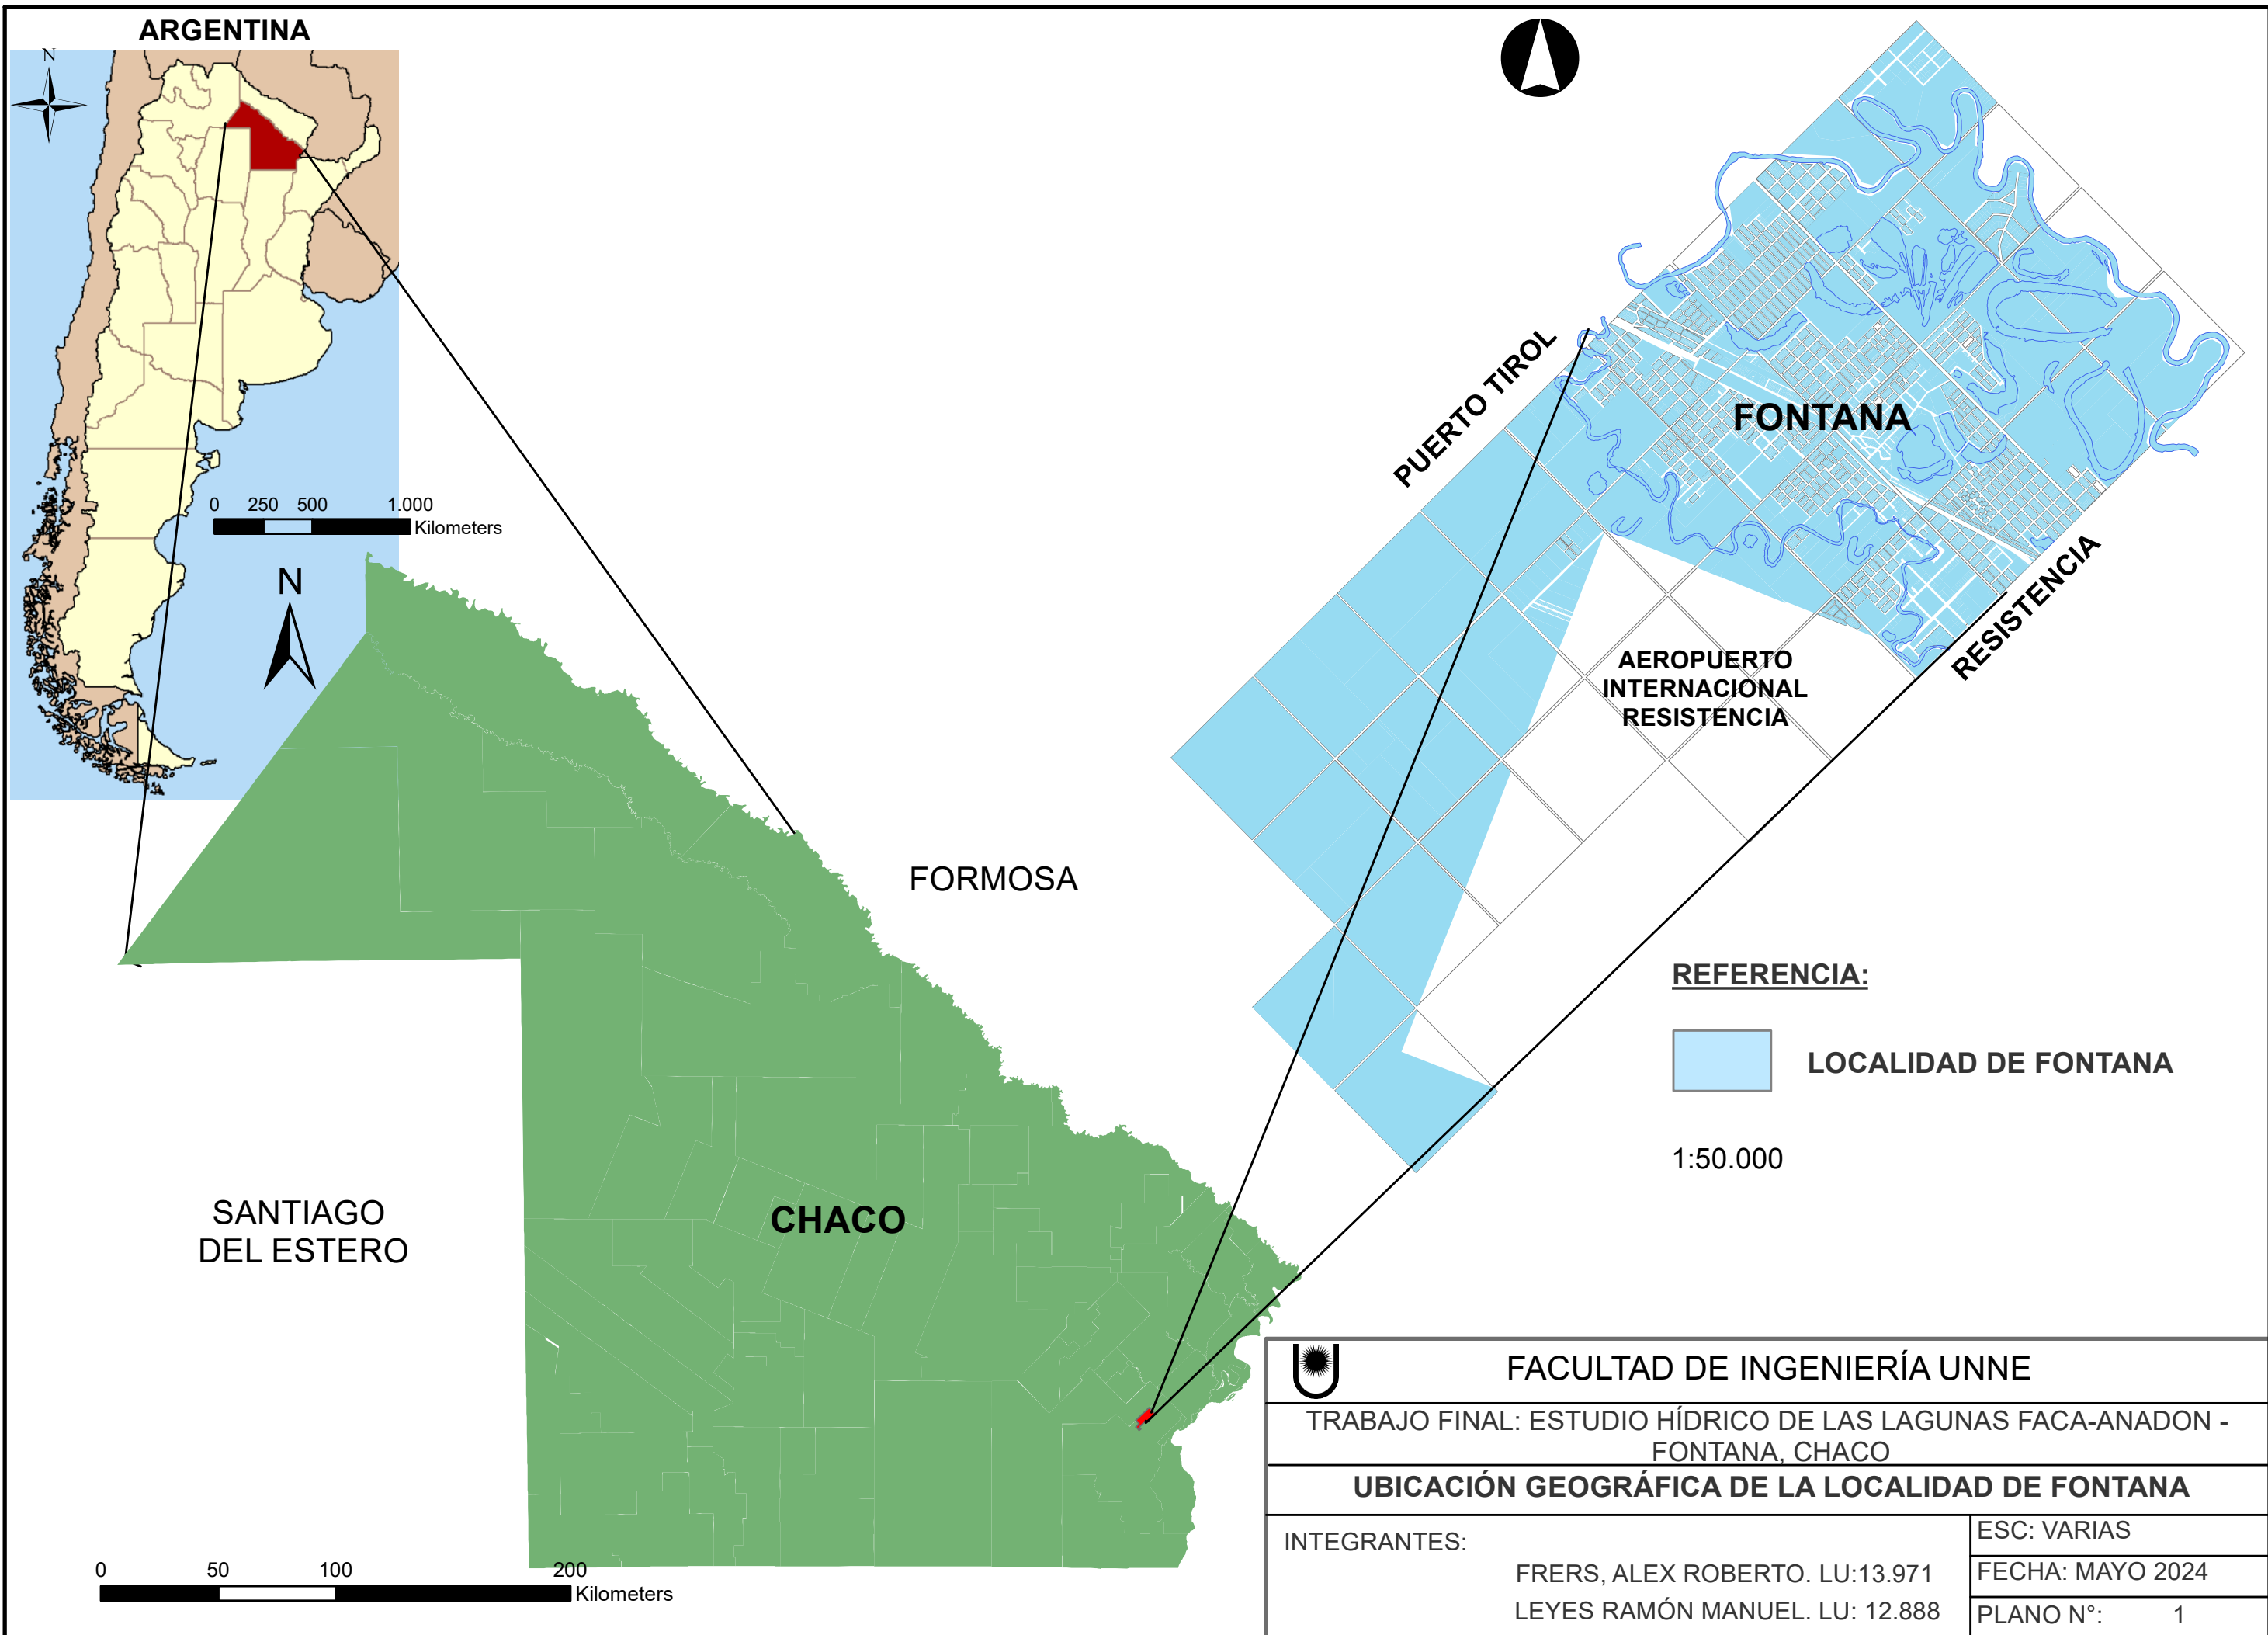 ARGENTINA
N
0 250 500 1.000
Kilometers
N
PUERTO TIROL
FONTANA
RESISTENCIA
AEROPUERTO
INTERNACIONAL
RESISTENCIA
FORMOSA
REFERENCIA:
LOCALIDAD DE FONTANA
1:50.000
SANTIAGO
DEL ESTERO
CHACO
0 50 100 200
Kilometers
FACULTAD DE INGENIERÍA UNNE
TRABAJO FINAL: ESTUDIO HÍDRICO DE LAS LAGUNAS FACA-ANADON -
FONTANA, CHACO
UBICACIÓN GEOGRÁFICA DE LA LOCALIDAD DE FONTANA
INTEGRANTES:
FRERS, ALEX ROBERTO. LU:13.971
LEYES RAMÓN MANUEL. LU: 12.888
ESC: VARIAS
FECHA: MAYO 2024
PLANO N°: 1